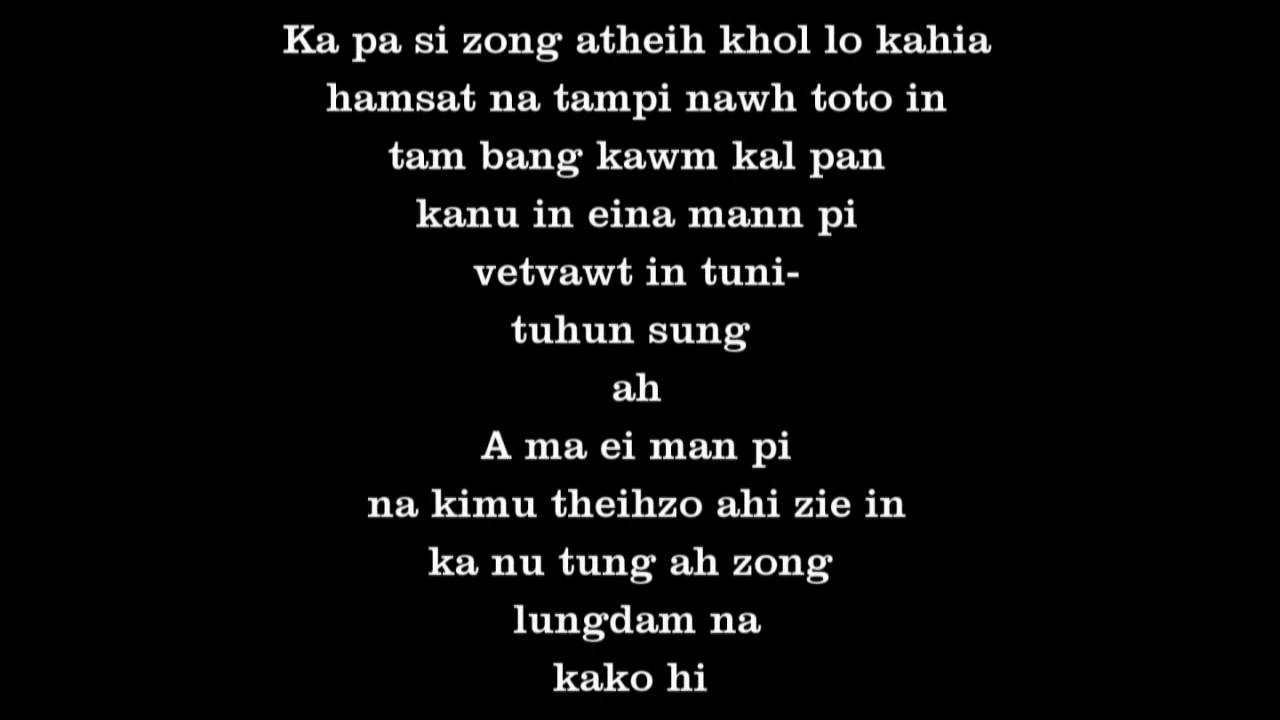 Ka pa si zong atheih khol lo kahia
hamsat na tampi nawh toto in
tam bang kawm kal pan
kanu in eina mann pi
vetvawt in tuni-
tuhun sung
ah
A ma ei man pi
na kimu theihzo ahi zie in
ka nu tung ah zong
lungdam na
kako hi